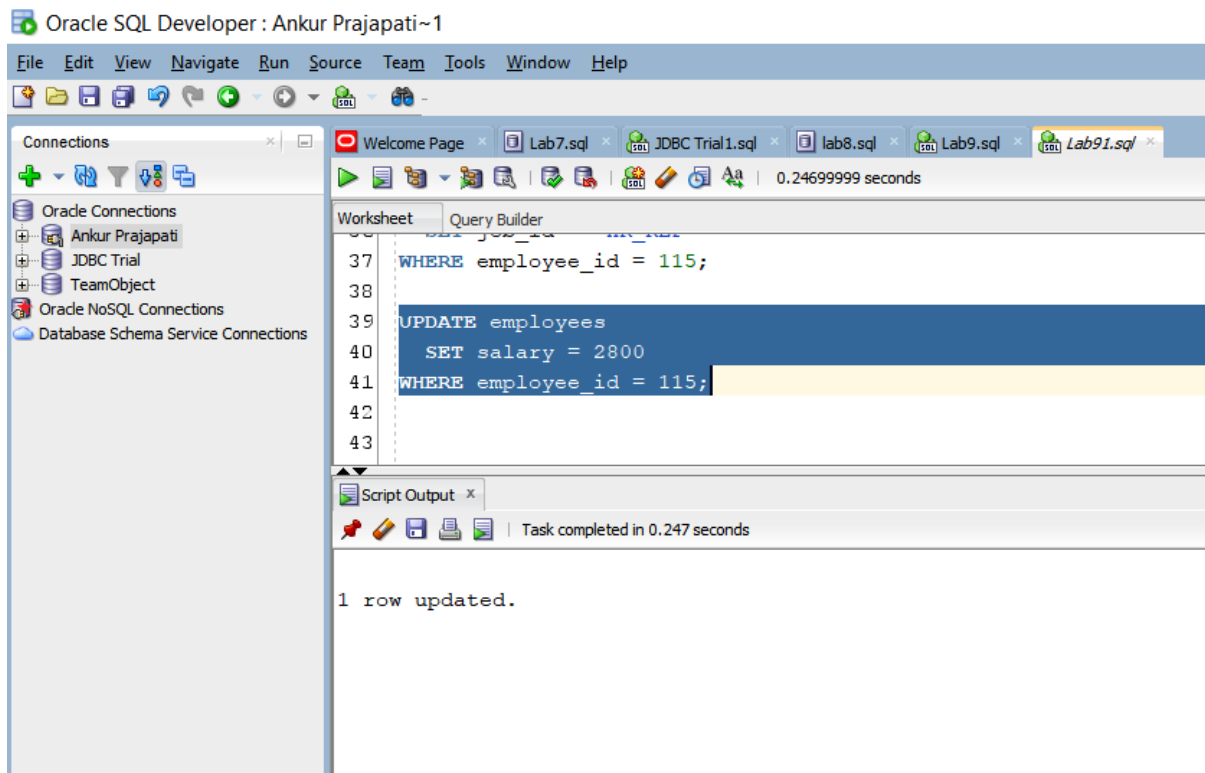 Oracle SQL Developer : Ankur Prajapati~1
File Edit View Navigate Run Source Team Tools Window Help
Connections
Oracle Connections
Ankur Prajapati
JDBC Trial
TeamObject
Oracle NoSQL Connections
Database Schema Service Connections
Welcome Page Lab7.sql JDBC Trial1.sql lab8.sql Lab9.sql Lab91.sql
0.24699999 seconds
Worksheet Query Builder
37 WHERE employee_id = 115;
38
39 UPDATE employees
40 SET salary = 2800
41 WHERE employee_id = 115;
42
43
Script Output
Task completed in 0.247 seconds
1 row updated.